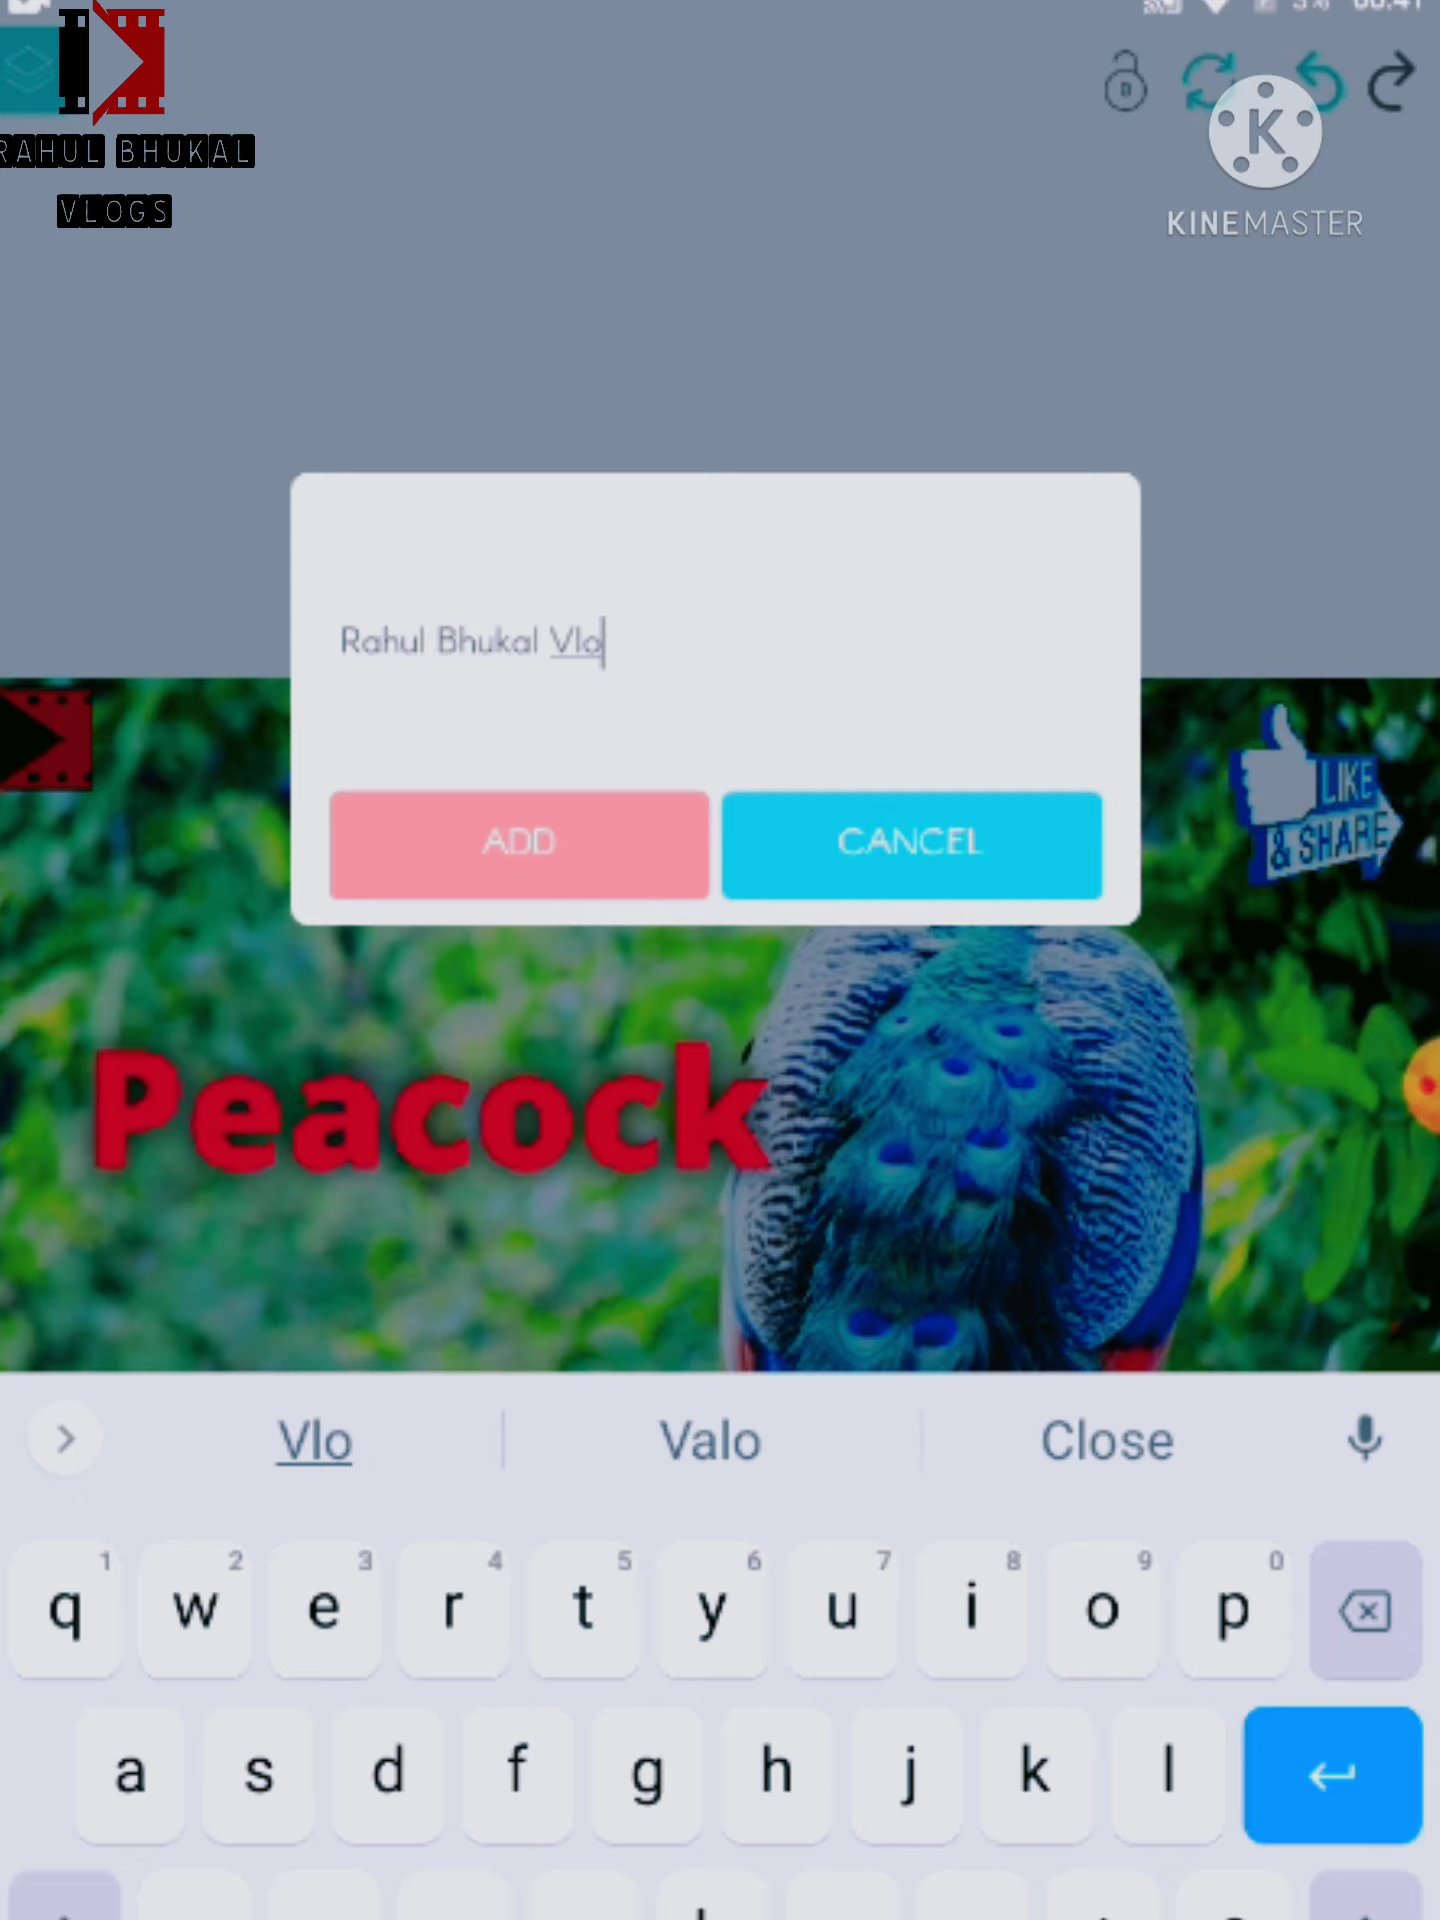 RAHUL BHUKAL
VLOGS
KINEMASTER
Rahul Bhukal Vlo
ADD CANCEL
LIKE
& SHARE
Peacock
Vlo Valo Close
1 2 3 4 5 6 7 8 9 0
q w e r t y u i o p
a s d f g h j k l